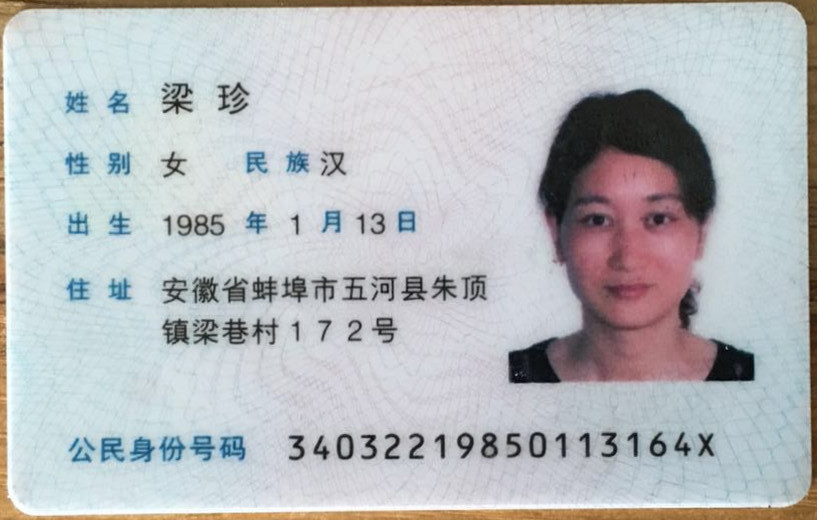 姓名 梁珍
性别 女 民族 汉
出生 1985 年 1 月 13 日
住址 安徽省蚌埠市五河县朱顶
镇梁巷村172号
公民身份号码 34032219850113164X